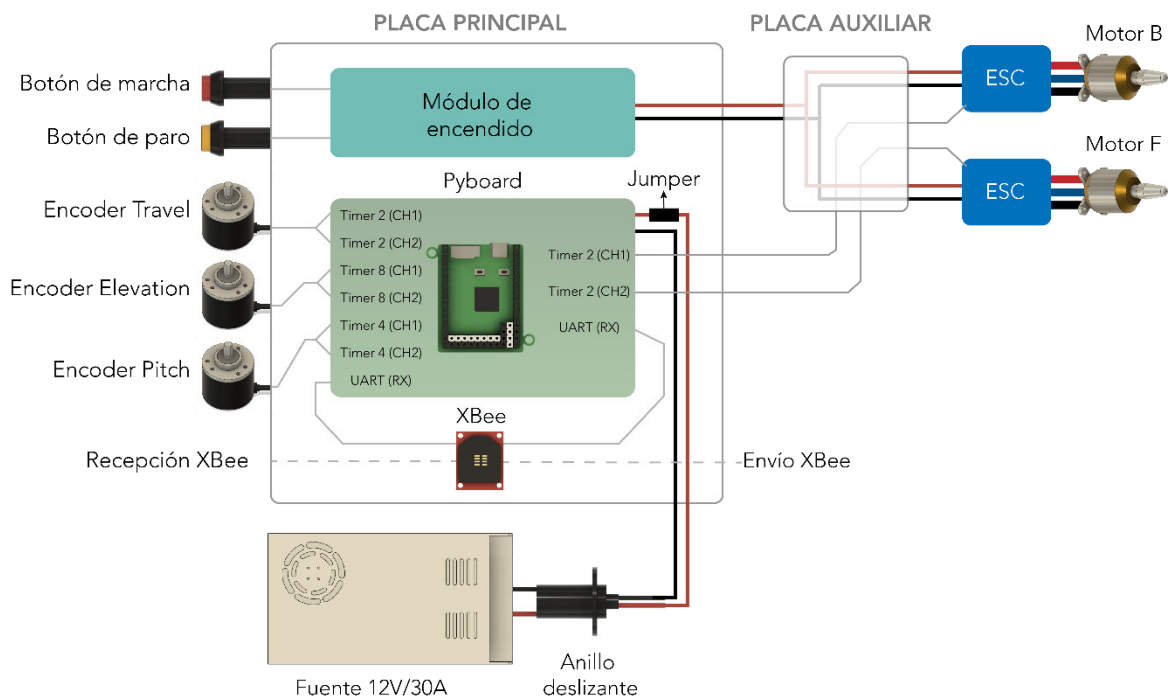 PLACA PRINCIPAL
PLACA AUXILIAR
Motor B
Botón de marcha
Módulo de
encendido
ESC
Botón de paro
Motor F
Pyboard
Jumper
ESC
Encoder Travel
Timer 2 (CH1)
Timer 2 (CH2)
Timer 2 (CH1)
Encoder Elevation
Timer 8 (CH1)
Timer 8 (CH2)
Timer 2 (CH2)
Encoder Pitch
Timer 4 (CH1)
UART (RX)
Timer 4 (CH2)
UART (RX)
XBee
Recepción XBee
Envío XBee
Fuente 12V/30A
Anillo
deslizante